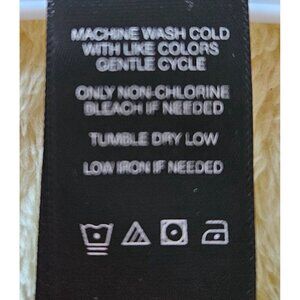 MACHINE WASH COLD
WITH LIKE COLORS
GENTLE CYCLE
ONLY NON-CHLORINE
BLEACH IF NEEDED
TUMBLE DRY LOW
LOW IRON IF NEEDED